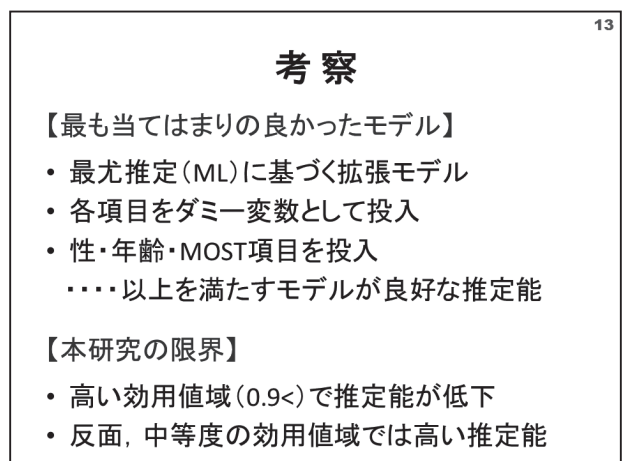 13
考 察
【最も当てはまりの良かったモデル】
• 最尤推定（ML）に基づく拡張モデル
• 各項目をダミー変数として投入
• 性・年齢・MOST項目を投入
・・・・以上を満たすモデルが良好な推定能
【本研究の限界】
• 高い効用値域（0.9<）で推定能が低下
• 反面，中等度の効用値域では高い推定能